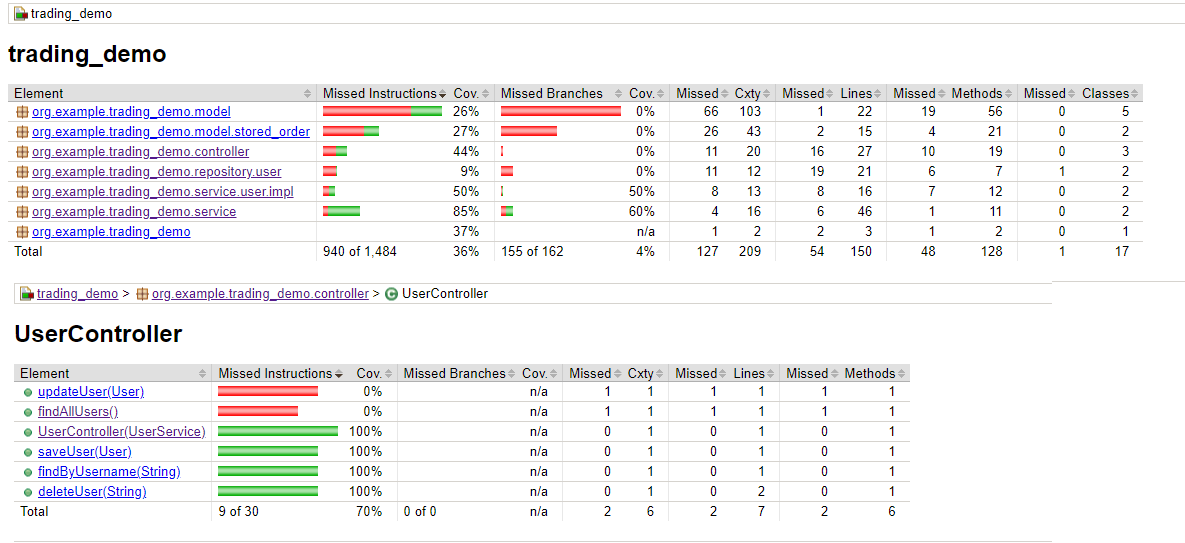 trading_demo
trading_demo
Element Missed Instructions Cov. Missed Branches Cov. Missed Cxty Missed Lines Missed Methods Missed Classes
org.example.trading_demo.model 26% 0% 66 103 1 22 19 56 0 5
org.example.trading_demo.model.stored_order 27% 0% 26 43 2 15 4 21 0 2
org.example.trading_demo.controller 44% 0% 11 20 16 27 10 19 0 3
org.example.trading_demo.repository.user 9% 0% 11 12 19 21 6 7 1 2
org.example.trading_demo.service.user.impl 50% 50% 8 13 8 16 7 12 0 2
org.example.trading_demo.service 85% 60% 4 16 6 46 1 11 0 2
org.example.trading_demo 37% n/a 1 2 2 3 1 2 0 1
Total 940 of 1,484 36% 155 of 162 4% 127 209 54 150 48 128 1 17
trading_demo > org.example.trading_demo.controller > UserController
UserController
Element Missed Instructions Cov. Missed Branches Cov. Missed Cxty Missed Lines Missed Methods
updateUser(User) 0% n/a 1 1 1 1 1 1
findAllUsers() 0% n/a 1 1 1 1 1 1
UserController(UserService) 100% n/a 0 1 0 1 0 1
saveUser(User) 100% n/a 0 1 0 1 0 1
findByUsername(String) 100% n/a 0 1 0 1 0 1
deleteUser(String) 100% n/a 0 1 0 2 0 1
Total 9 of 30 70% 0 of 0 n/a 2 6 2 7 2 6